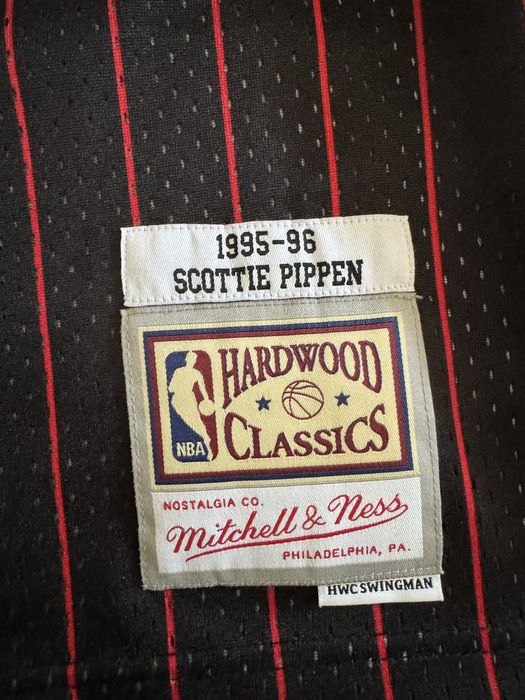 1995-96
SCOTTIE PIPPEN
HARDWOOD
CLASSICS
NBA
NOSTALGIA CO.
Mitchell & Ness
PHILADELPHIA, PA.
HWC SWINGMAN